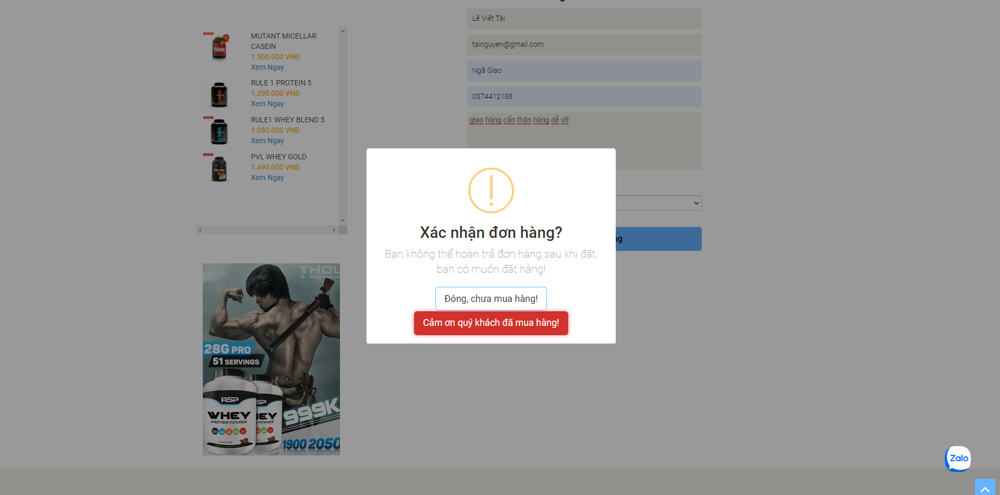 MUTANT MICELLAR
CASEIN
1.500.000 VNĐ
Xem Ngay
RULE 1 PROTEIN 5
1.290.000 VNĐ
Xem Ngay
RULE1 WHEY BLEND 5
1.050.000 VNĐ
Xem Ngay
PVL WHEY GOLD
1.490.000 VNĐ
Xem Ngay
THOL
GYM
28G PRO
51 SERVINGS
RSP
WHEY
PROTEIN POWDER
CHOCOLATE
999K
1900 2050
Lê Viết Tài
tainguyen@gmail.com
Ngã Giao
0374412188
giao hàng cẩn thận hàng dễ vỡ
Xác nhận đơn hàng?
Bạn không thể hoàn trả đơn hàng sau khi đặt,
bạn có muốn đặt hàng!
Đóng, chưa mua hàng!
Cảm ơn quý khách đã mua hàng!
Zalo